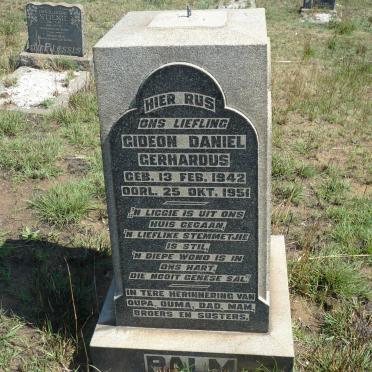 HIER RUS
ONS LIEFLING
GIDEON DANIEL
GERHARDUS
GEB. 13 FEB. 1942
OORL. 25 OKT. 1951
'N LIGGIE IS UIT ONS
HUIS GEGAAN,
'N LIEFLIKE STEMMETJIE
IS STIL,
'N DIEPE WOND IS IN
ONS HART,
DIE NOOIT GENESE SAL.
IN TERE HERINNERING VAN
OUPA, OUMA, DAD, MAM,
BROERS EN SUSTERS.
PALM